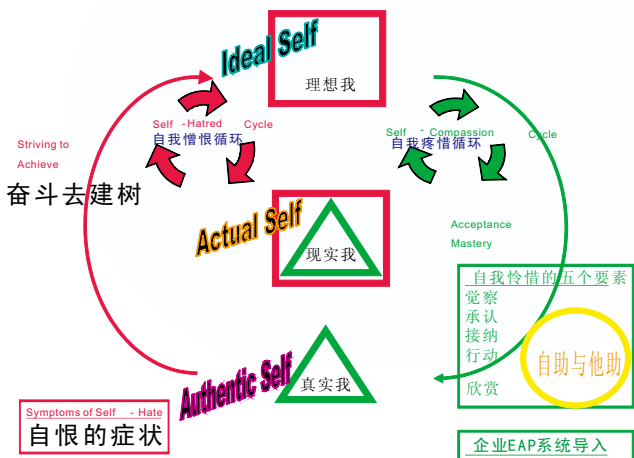 Ideal Self
理想我
Self - Hatred Cycle
自我憎恨循环
Self - Compassion Cycle
自我疼惜循环
Striving to
Achieve
奋斗去建树
Actual Self
现实我
Acceptance
Mastery
自我怜惜的五个要素
觉察
承认
接纳
行动
欣赏
自助与他助
Authentic Self
真实我
Symptoms of Self - Hate
自恨的症状
企业EAP系统导入